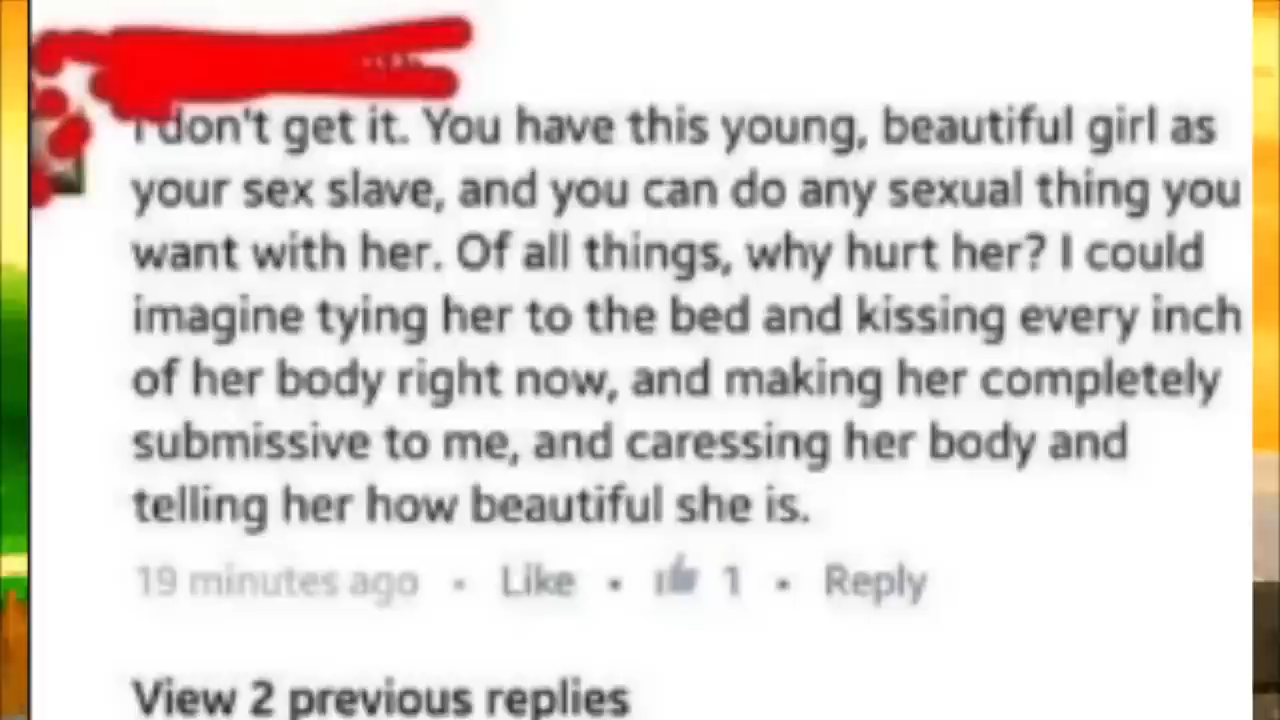 I don't get it. You have this young, beautiful girl as
your sex slave, and you can do any sexual thing you
want with her. Of all things, why hurt her? I could
imagine tying her to the bed and kissing every inch
of her body right now, and making her completely
submissive to me, and caressing her body and
telling her how beautiful she is.
19 minutes ago · Like · 1 · Reply
View 2 previous replies